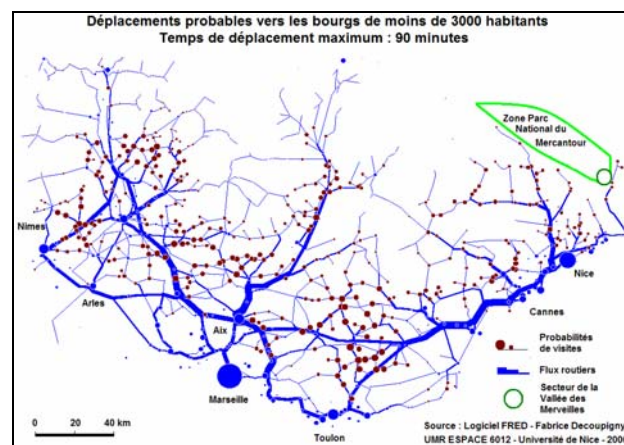 Déplacements probables vers les bourgs de moins de 3000 habitants
Temps de déplacement maximum : 90 minutes
Zone Parc
National du
Mercantour
Nimes
Arles
Aix
Nice
Cannes
Marseille
Toulon
Probabilités
de visites
Flux routiers
Secteur de la
Vallée des
Merveilles
0 20 40 km
Source : Logiciel FRED - Fabrice Decoupigny
UMR ESPACE 6012 - Université de Nice - 2005